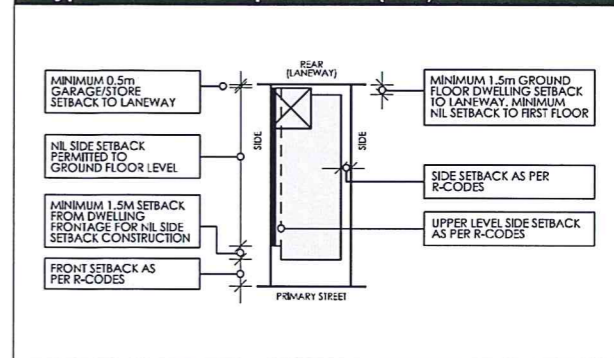 MINIMUM 0.5m
GARAGE/STORE
SETBACK TO LANEWAY
NIL SIDE SETBACK
PERMITTED TO
GROUND FLOOR LEVEL
MINIMUM 1.5M SETBACK
FROM DWELLING
FRONTAGE FOR NIL SIDE
SETBACK CONSTRUCTION
FRONT SETBACK AS
PER R-CODES
REAR
(LANEWAY)
SIDE
SIDE
PRIMARY STREET
MINIMUM 1.5m GROUND
FLOOR DWELLING SETBACK
TO LANEWAY. MINIMUM
NIL SETBACK TO FIRST FLOOR
SIDE SETBACK AS PER
R-CODES
UPPER LEVEL SIDE SETBACK
AS PER R-CODES